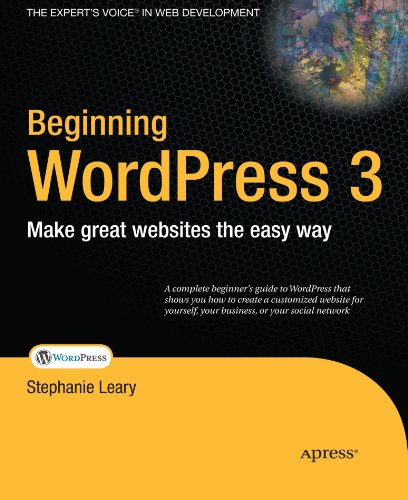 THE EXPERT'S VOICE® IN WEB DEVELOPMENT
Beginning
WordPress 3
Make great websites the easy way
A complete beginner's guide to WordPress that
shows you how to create a customized website for
yourself, your business, or your social network
WORDPRESS
Stephanie Leary
Apress®